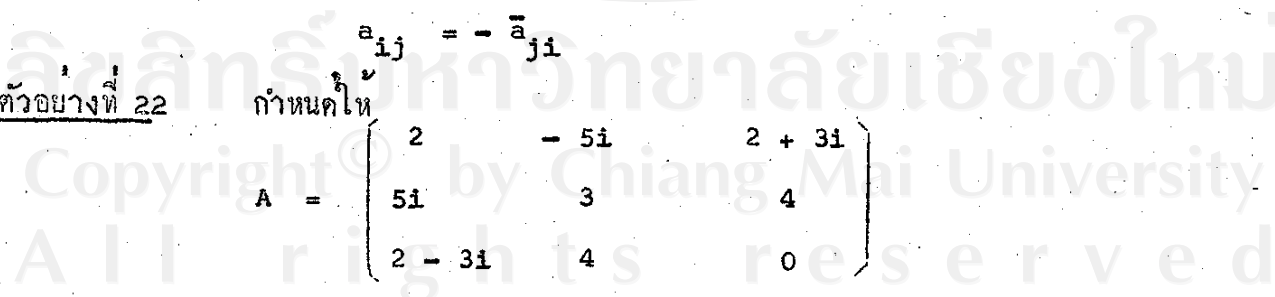 a_ij = - ā_ji
ลิขสิทธิ์มหาวิทยาลัยเชียงใหม่
ตัวอย่างที่ 22 กำหนดให้
2 - 5i 2 + 3i
Copyright © by Chiang Mai University
A = 5i 3 4
All rights reserved
2 - 3i 4 0